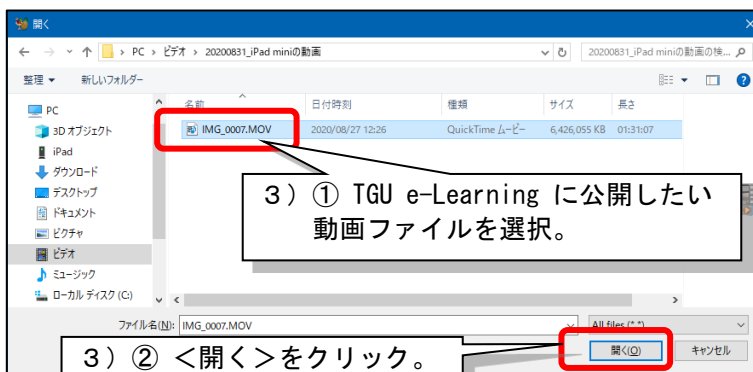 開く
PC > ビデオ > 20200831_iPad miniの動画
20200831_iPad miniの動画の検...
整理 新しいフォルダー
名前 日付時刻 種類 サイズ 長さ
PC
3D オブジェクト
iPad
ダウンロード
デスクトップ
ドキュメント
ピクチャ
ビデオ
ミュージック
ローカル ディスク (C:)
IMG_0007.MOV 2020/08/27 12:26 QuickTime ムービー 6,426,055 KB 01:31:07
3)① TGU e-Learning に公開したい
動画ファイルを選択。
ファイル名(N): IMG_0007.MOV All files (*.*)
3)② <開く>をクリック。
開く(O) キャンセル